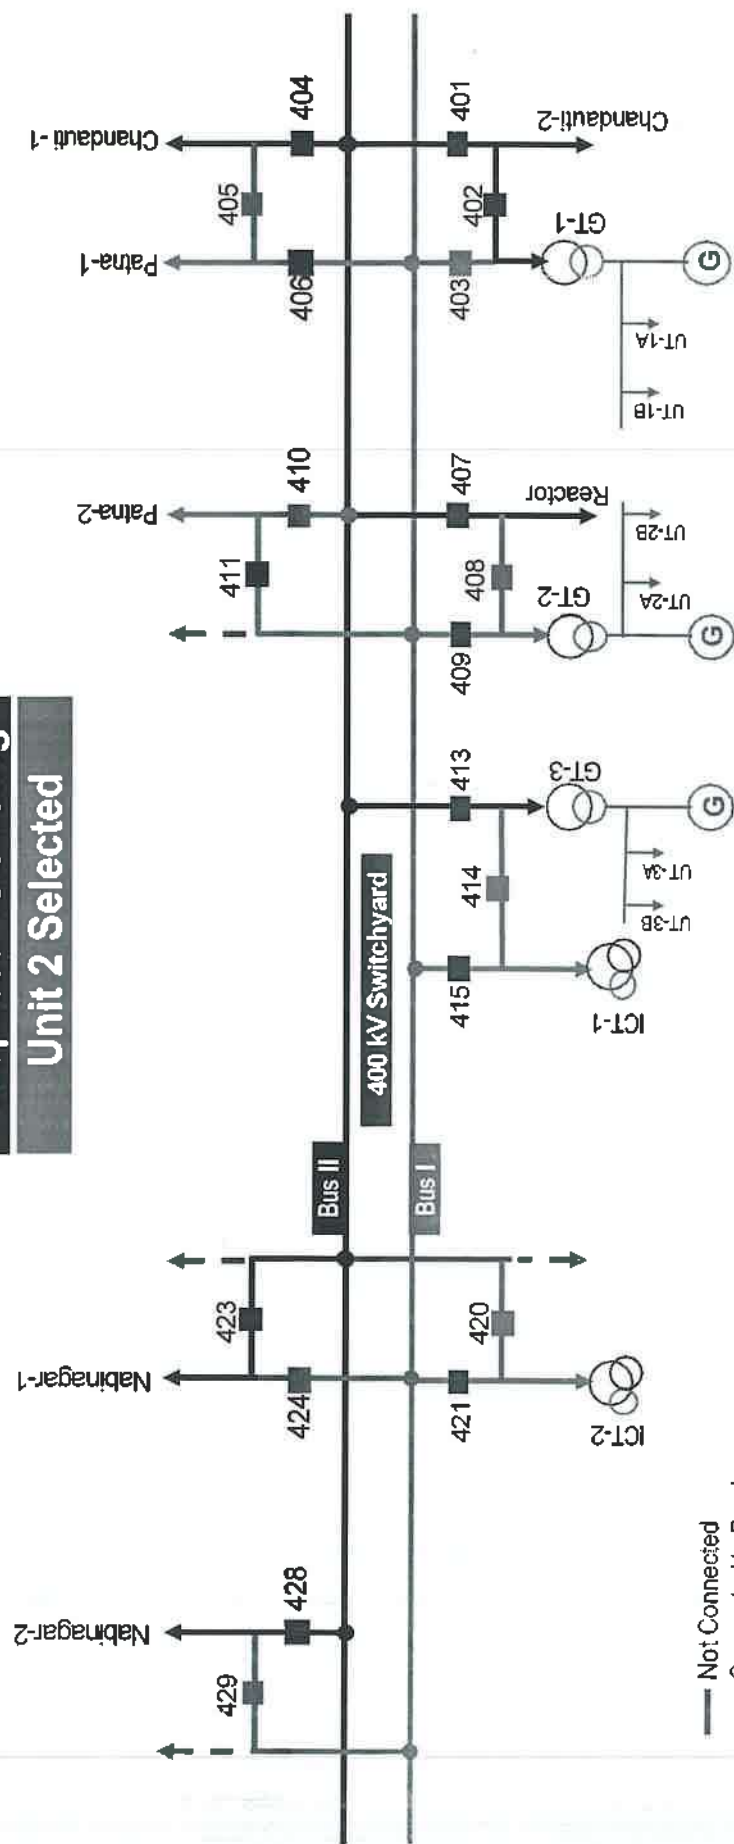 Unit 2 Selected
Nabinagar-2
Nabinagar-1
Patna-2
Patna-1
Chandauti-1
429
423
411
405
428
424
410
406
404
Bus II
400 kV Switchyard
Bus I
421
415
413
409
407
403
401
420
414
408
402
ICT-2
ICT-1
GT-3
GT-2
Reactor
GT-1
Chandauti-2
UT-3B
UT-3A
UT-2A
UT-2B
UT-1B
UT-1A
G
G
G
Not Connected